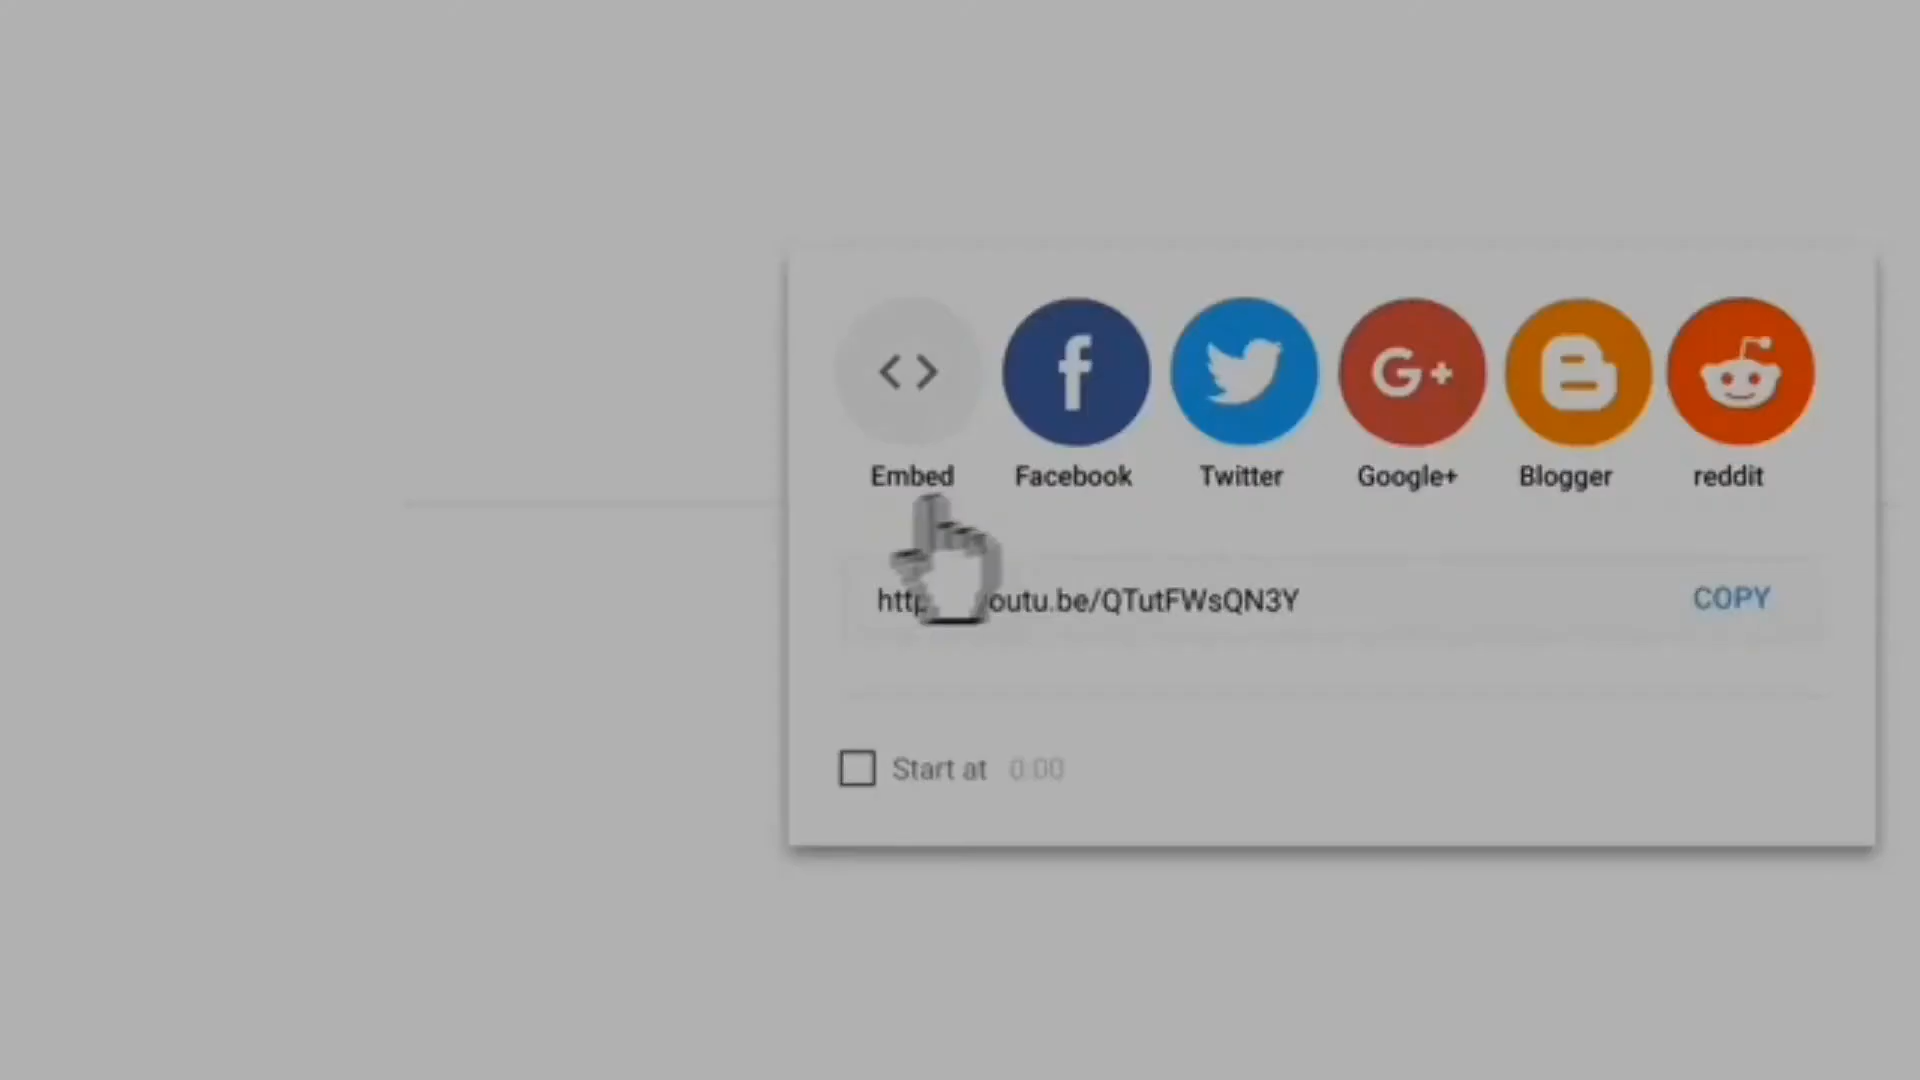 Embed Facebook Twitter Google+ Blogger reddit
outu.be/QTutFWsQN3Y COPY
Start at 0:00